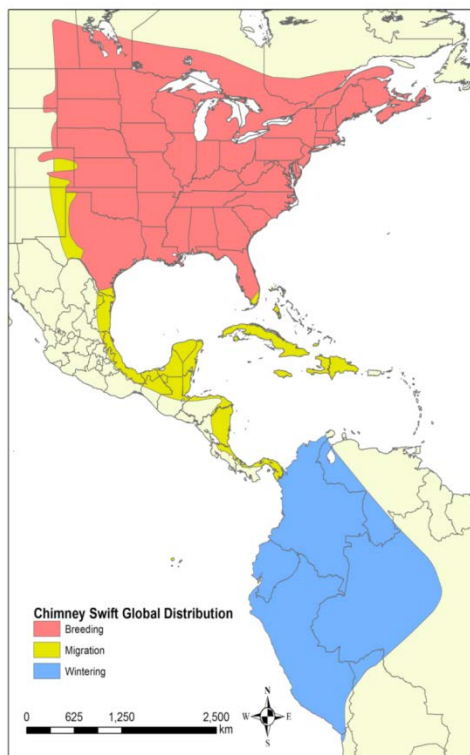 Chimney Swift Global Distribution
Breeding
Migration
Wintering
0 625 1,250 2,500
km
N
W E
S